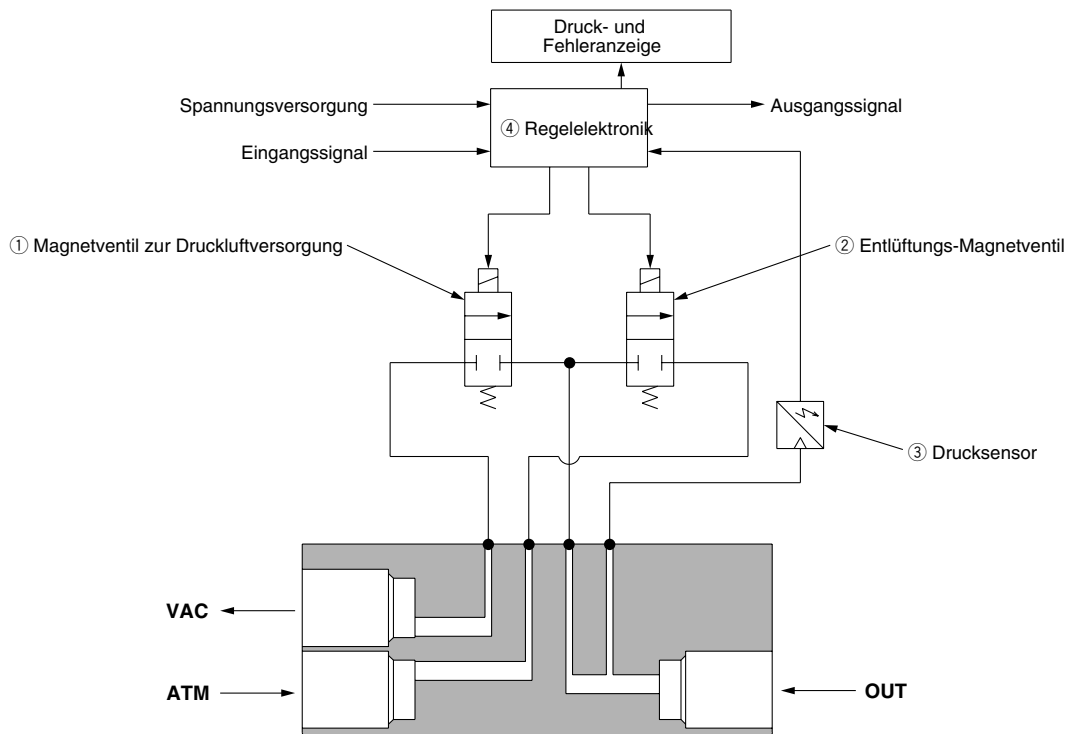 Druck- und
Fehleranzeige
Spannungsversorgung
Ausgangssignal
④ Regelelektronik
Eingangssignal
① Magnetventil zur Druckluftversorgung
② Entlüftungs-Magnetventil
③ Drucksensor
VAC
ATM
OUT